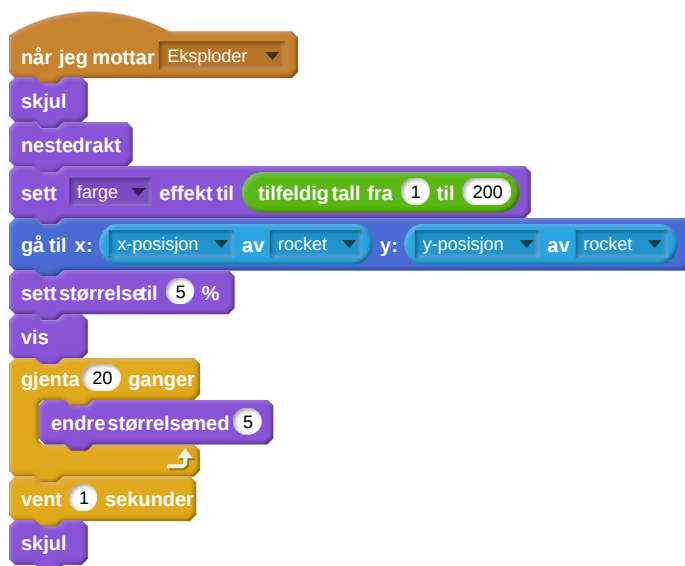 når jeg mottar Eksploder
skjul
nestedrakt
sett farge effekt til tilfeldig tall fra 1 til 200
gå til x: x-posisjon av rocket y: y-posisjon av rocket
sett størrelse til 5 %
vis
gjenta 20 ganger
endre størrelse med 5
vent 1 sekunder
skjul